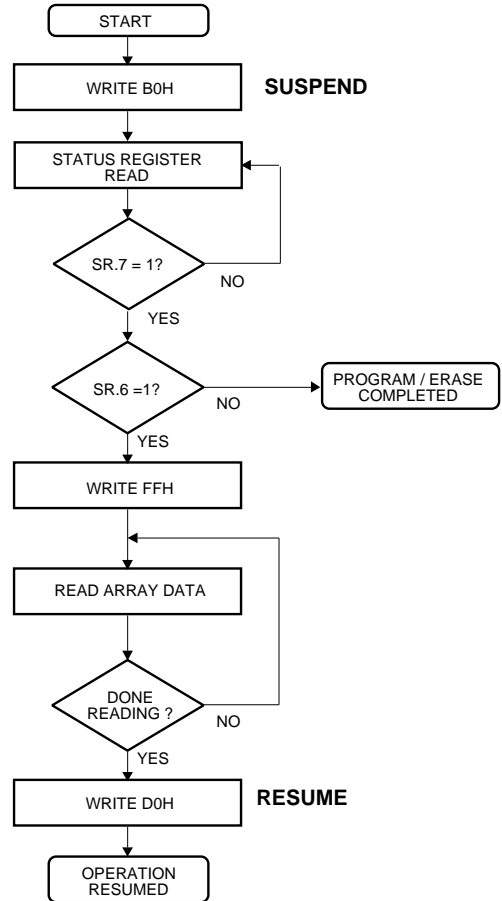 START
WRITE B0H
SUSPEND
STATUS REGISTER
READ
SR.7 = 1?
NO
YES
SR.6 =1?
NO
PROGRAM / ERASE
COMPLETED
YES
WRITE FFH
READ ARRAY DATA
DONE
READING ?
NO
YES
WRITE D0H
RESUME
OPERATION
RESUMED